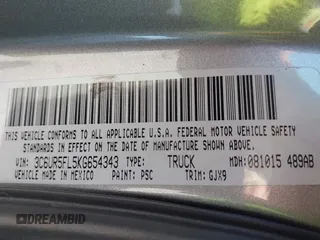 THIS VEHICLE CONFORMS TO ALL APPLICABLE U.S.A. FEDERAL MOTOR VEHICLE SAFETY
STANDARDS IN EFFECT ON THE DATE OF MANUFACTURE SHOWN ABOVE
VIN: 3C6UR5FL5KG654343 TYPE: TRUCK MDH: 081015 489AB
VEHICLE MADE IN MEXICO PAINT: PSC TRIM: GJX9